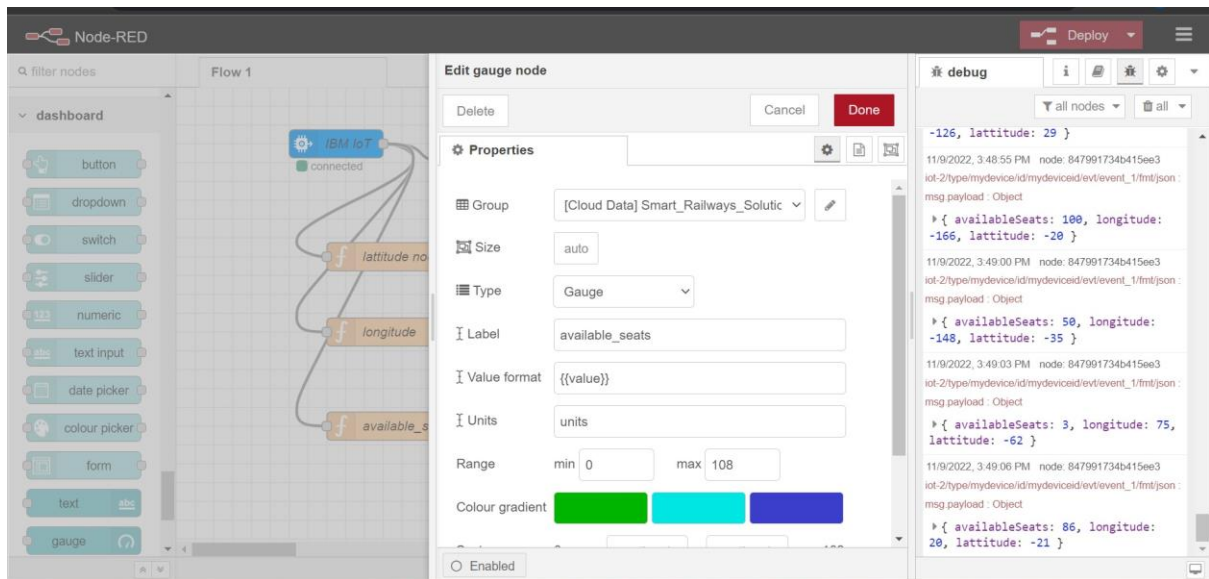 Node-RED
Deploy
filter nodes
dashboard
button
dropdown
switch
slider
123 numeric
abc text input
date picker
colour picker
form
text abc
gauge
Flow 1
IBM IoT
connected
f lattitude no
f longitude
f available_s
Edit gauge node
Delete
Cancel
Done
Properties
Group
[Cloud Data] Smart_Railways_Solutic
Size
auto
Type
Gauge
Label
available_seats
Value format
{{value}}
Units
units
Range
min 0
max 108
Colour gradient
Enabled
debug
i
all nodes
all
-126, lattitude: 29 }
11/9/2022, 3:48:55 PM node: 847991734b415ee3
iot-2/type/mydevice/id/mydeviceid/evt/event_1/fmt/json :
msg.payload : Object
{ availableSeats: 100, longitude:
-166, lattitude: -20 }
11/9/2022, 3:49:00 PM node: 847991734b415ee3
iot-2/type/mydevice/id/mydeviceid/evt/event_1/fmt/json :
msg.payload : Object
{ availableSeats: 50, longitude:
-148, lattitude: -35 }
11/9/2022, 3:49:03 PM node: 847991734b415ee3
iot-2/type/mydevice/id/mydeviceid/evt/event_1/fmt/json :
msg.payload : Object
{ availableSeats: 3, longitude: 75,
lattitude: -62 }
11/9/2022, 3:49:06 PM node: 847991734b415ee3
iot-2/type/mydevice/id/mydeviceid/evt/event_1/fmt/json :
msg.payload : Object
{ availableSeats: 86, longitude:
20, lattitude: -21 }